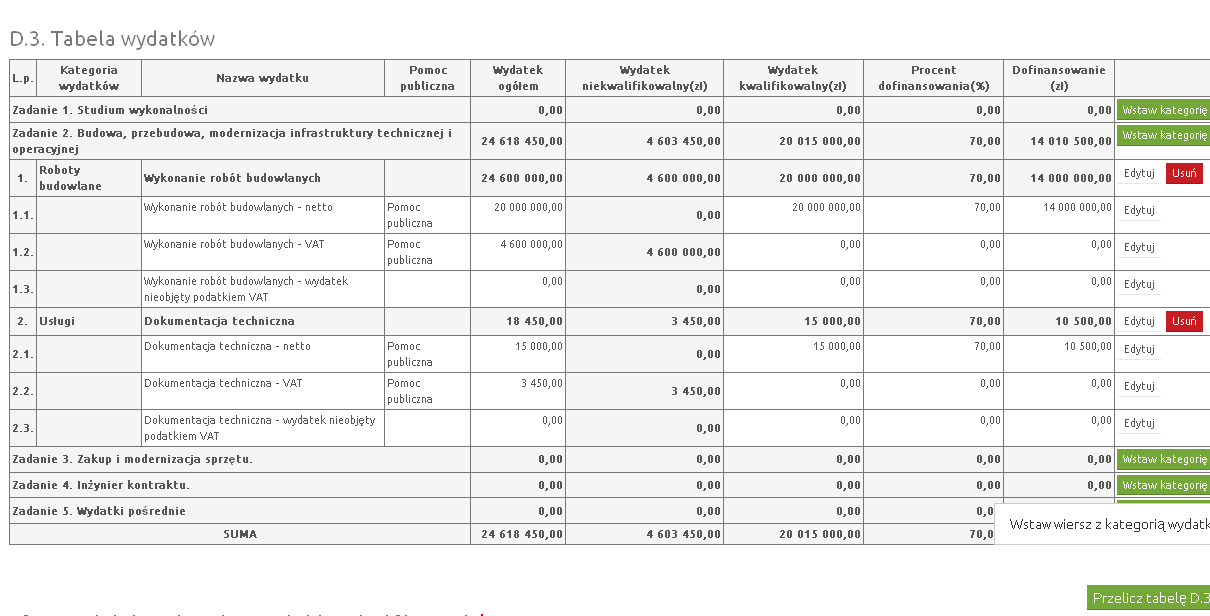 D.3. Tabela wydatków
L.p. Kategoria wydatków Nazwa wydatku Pomoc publiczna Wydatek ogółem Wydatek niekwalifikowalny(zł) Wydatek kwalifikowalny(zł) Procent dofinansowania(%) Dofinansowanie (zł)
Zadanie 1. Studium wykonalności 0,00 0,00 0,00 0,00 0,00 Wstaw kategorię
Zadanie 2. Budowa, przebudowa, modernizacja infrastruktury technicznej i operacyjnej 24 618 450,00 4 603 450,00 20 015 000,00 70,00 14 010 500,00 Wstaw kategorię
1. Roboty budowlane Wykonanie robót budowlanych 24 600 000,00 4 600 000,00 20 000 000,00 70,00 14 000 000,00 Edytuj Usuń
1.1. Wykonanie robót budowlanych - netto Pomoc publiczna 20 000 000,00 0,00 20 000 000,00 70,00 14 000 000,00 Edytuj
1.2. Wykonanie robót budowlanych - VAT Pomoc publiczna 4 600 000,00 4 600 000,00 0,00 0,00 0,00 Edytuj
1.3. Wykonanie robót budowlanych - wydatek nieobjęty podatkiem VAT 0,00 0,00 0,00 0,00 0,00 Edytuj
2. Usługi Dokumentacja techniczna 18 450,00 3 450,00 15 000,00 70,00 10 500,00 Edytuj Usuń
2.1. Dokumentacja techniczna - netto Pomoc publiczna 15 000,00 0,00 15 000,00 70,00 10 500,00 Edytuj
2.2. Dokumentacja techniczna - VAT Pomoc publiczna 3 450,00 3 450,00 0,00 0,00 0,00 Edytuj
2.3. Dokumentacja techniczna - wydatek nieobjęty podatkiem VAT 0,00 0,00 0,00 0,00 0,00 Edytuj
Zadanie 3. Zakup i modernizacja sprzętu. 0,00 0,00 0,00 0,00 0,00 Wstaw kategorię
Zadanie 4. Inżynier kontraktu. 0,00 0,00 0,00 0,00 0,00 Wstaw kategorię
Zadanie 5. Wydatki pośrednie 0,00 0,00 0,00 0,0
Wstaw wiersz z kategorią wydatk
SUMA 24 618 450,00 4 603 450,00 20 015 000,00 70,0
Przelicz tabelę D.3